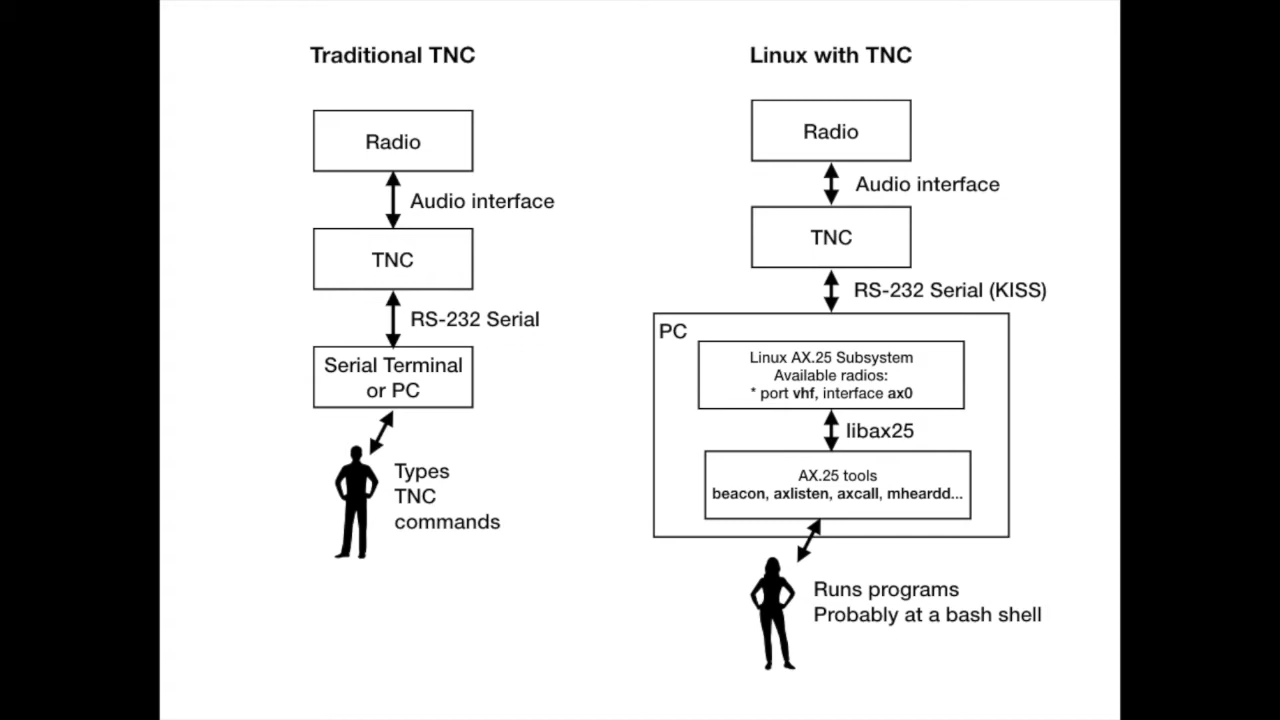 Traditional TNC
Radio
Audio interface
TNC
RS-232 Serial
Serial Terminal
or PC
Types
TNC
commands
Linux with TNC
Radio
Audio interface
TNC
RS-232 Serial (KISS)
PC
Linux AX.25 Subsystem
Available radios:
* port vhf, interface ax0
libax25
AX.25 tools
beacon, axlisten, axcall, mheardd...
Runs programs
Probably at a bash shell